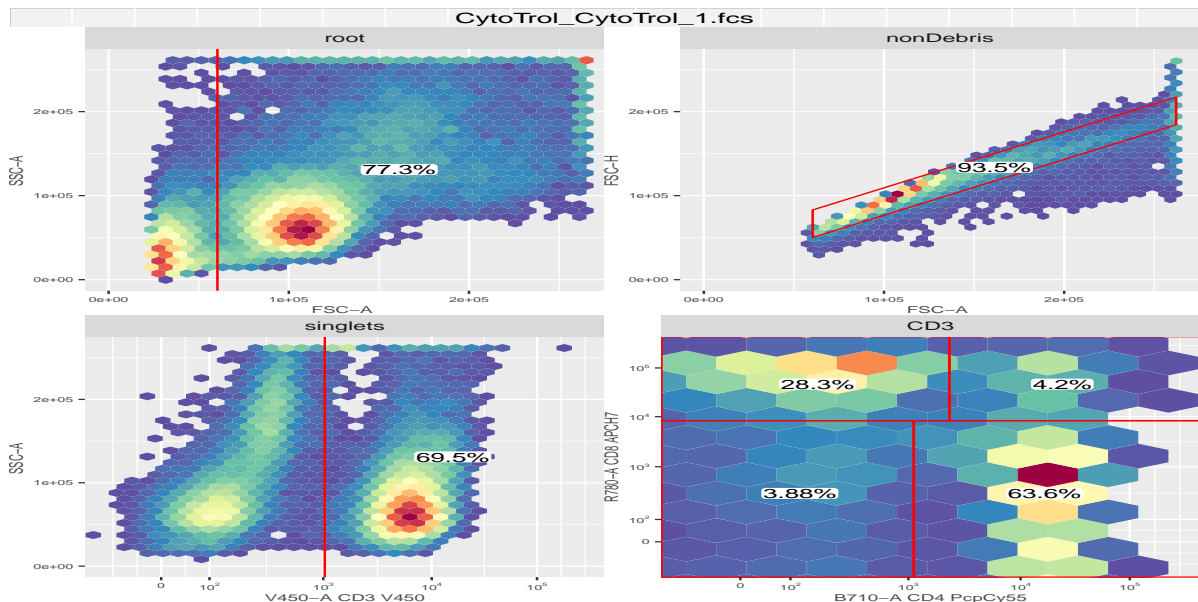 CytoTrol_CytoTrol_1.fcs
root
nonDebris
2e+05
1e+05
0e+00
SSC-A
77.3%
0e+00
1e+05
2e+05
FSC-A
2e+05
1e+05
0e+00
FSC-H
93.5%
0e+00
1e+05
2e+05
FSC-A
singlets
CD3
2e+05
1e+05
0e+00
SSC-A
69.5%
0
10²
10³
10⁴
10⁵
V450-A CD3 V450
10⁵
10⁴
10³
10²
0
R780-A CD8 APCH7
28.3%
4.2%
3.88%
63.6%
0
10²
10³
10⁴
10⁵
B710-A CD4 PcpCy55